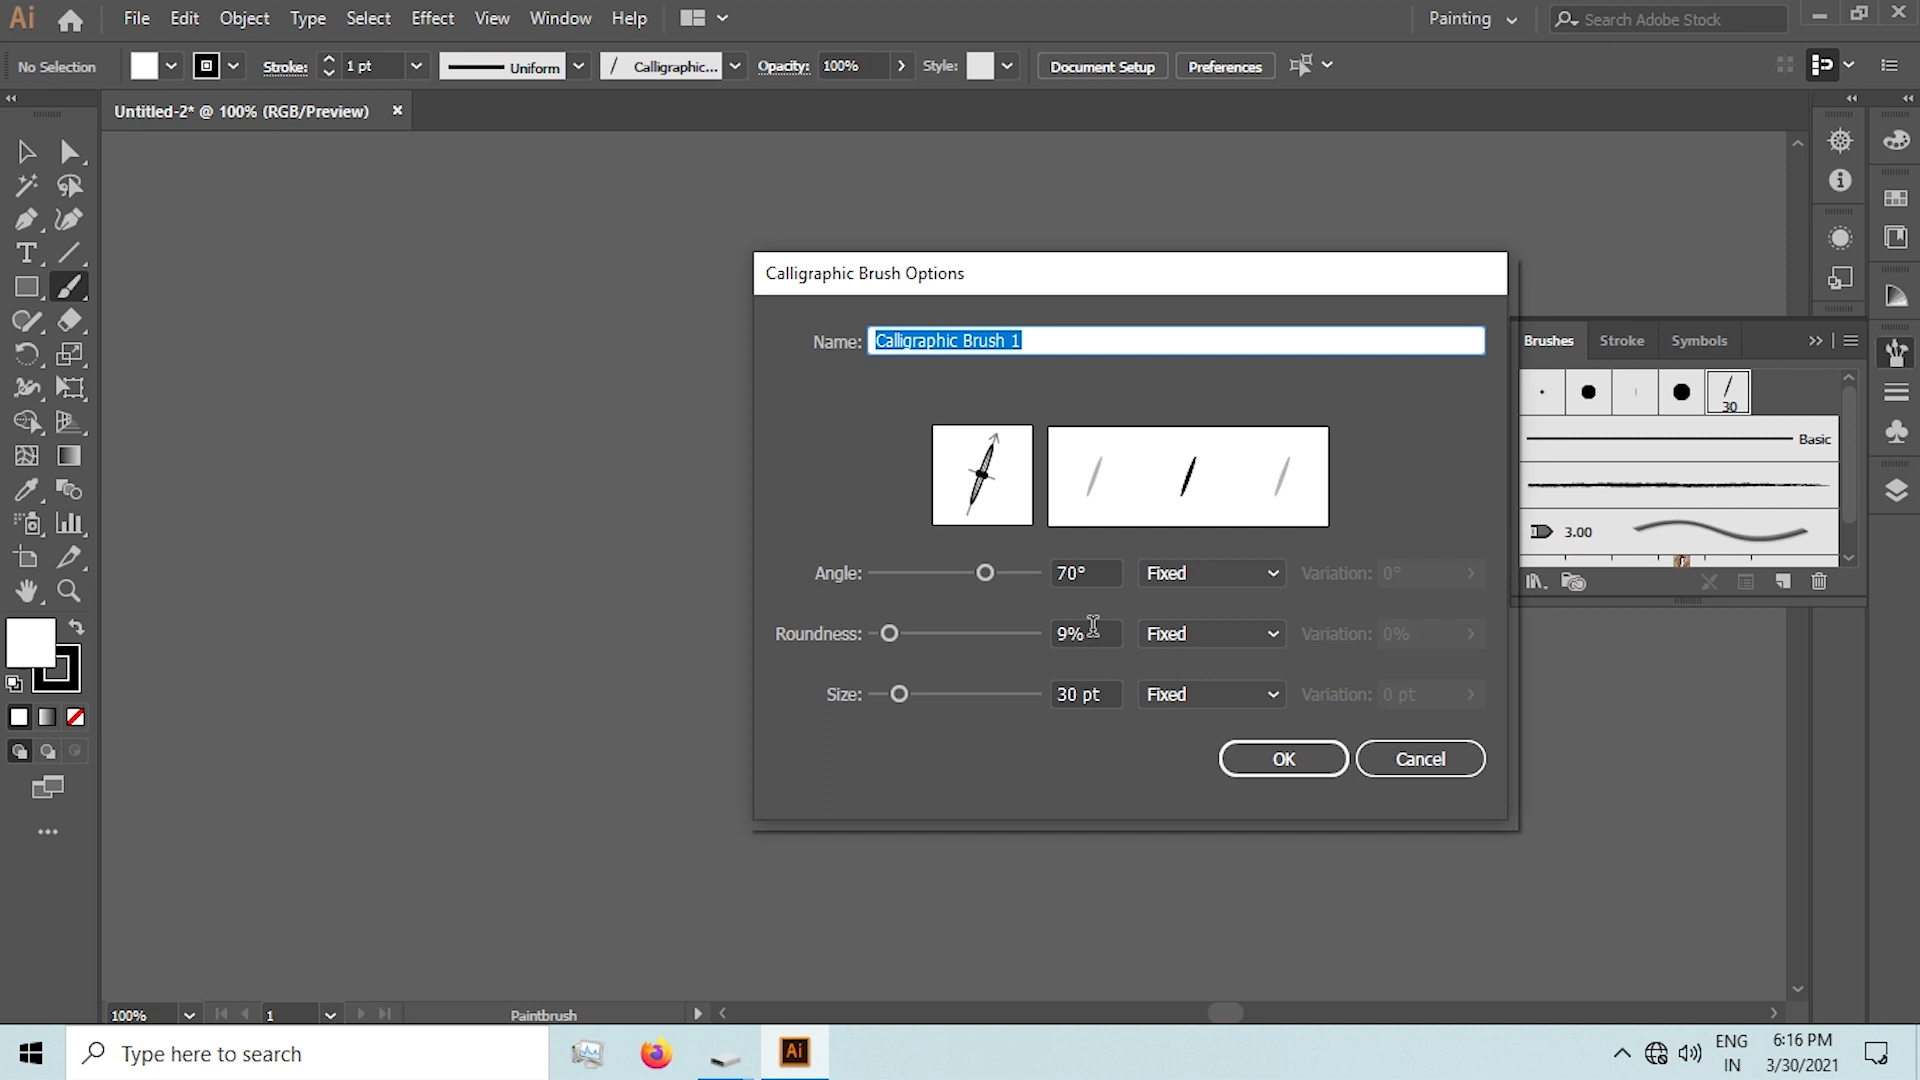 Ai File Edit Object Type Select Effect View Window Help Painting Search Adobe Stock
No Selection Stroke: 1 pt Uniform Calligraphic... Opacity: 100% Style: Document Setup Preferences
Untitled-2* @ 100% (RGB/Preview)
Calligraphic Brush Options
Name: Calligraphic Brush 1
Brushes Stroke Symbols
30
Basic
3.00
Angle: 70° Fixed Variation: 0°
Roundness: 9% Fixed Variation: 0%
Size: 30 pt Fixed Variation: 0 pt
OK Cancel
100% 1 Paintbrush
Type here to search Ai ENG 6:16 PM
IN 3/30/2021